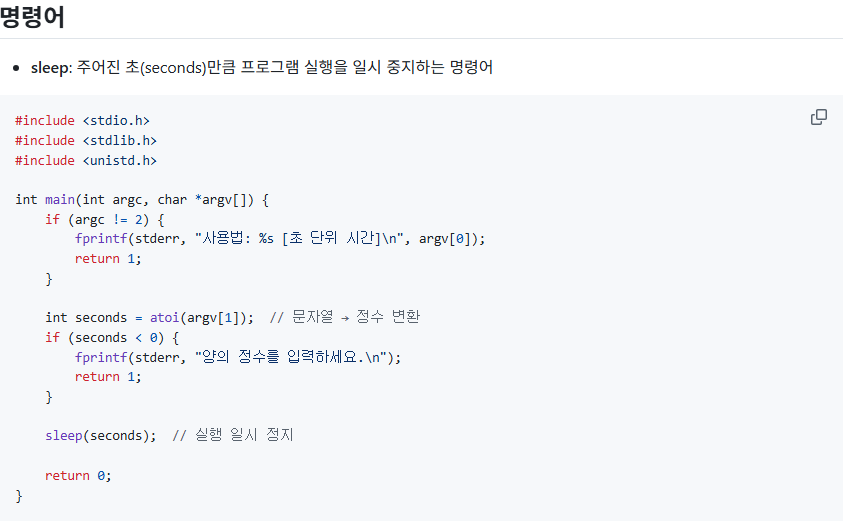 명령어
• sleep: 주어진 초(seconds)만큼 프로그램 실행을 일시 중지하는 명령어
#include <stdio.h>
#include <stdlib.h>
#include <unistd.h>

int main(int argc, char *argv[]) {
    if (argc != 2) {
        fprintf(stderr, "사용법: %s [초 단위 시간]\n", argv[0]);
        return 1;
    }

    int seconds = atoi(argv[1]);  // 문자열 → 정수 변환
    if (seconds < 0) {
        fprintf(stderr, "양의 정수를 입력하세요.\n");
        return 1;
    }

    sleep(seconds);  // 실행 일시 정지

    return 0;
}